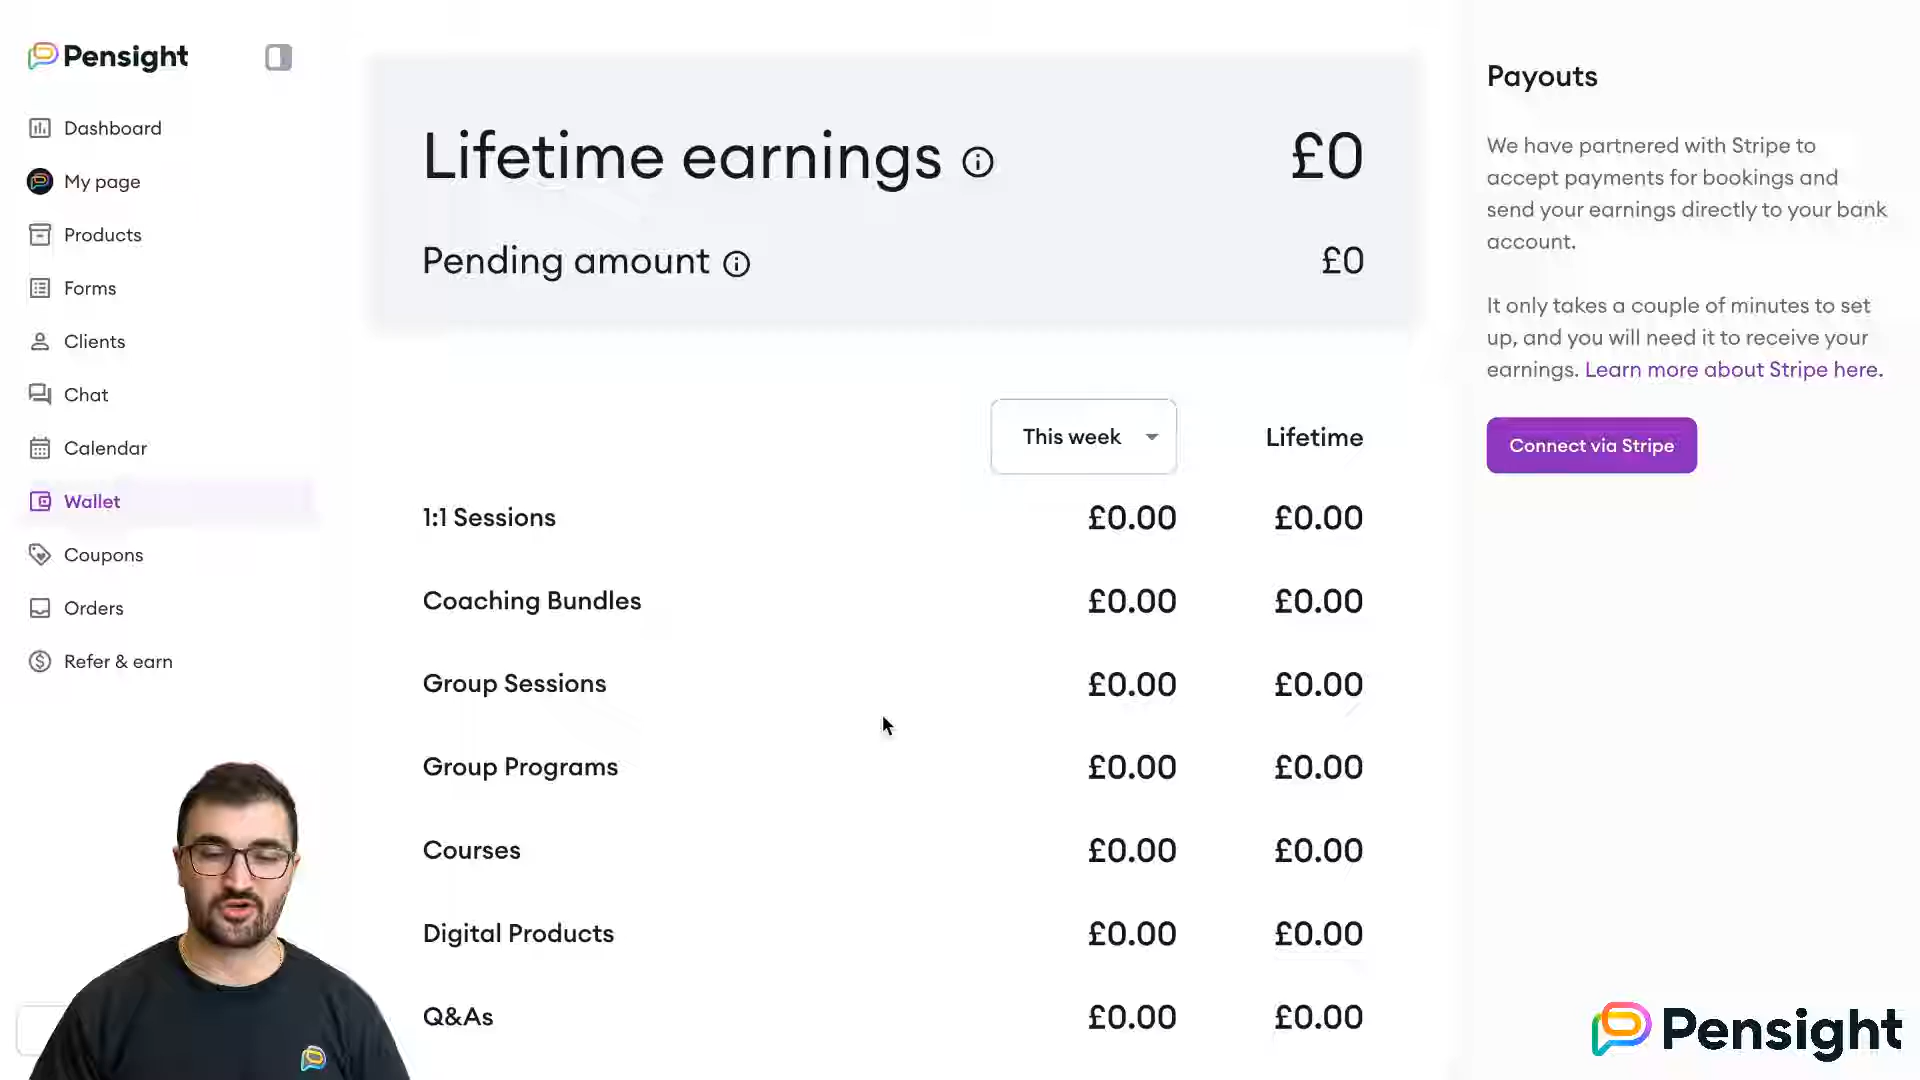 Pensight
Dashboard
My page
Products
Forms
Clients
Chat
Calendar
Wallet
Coupons
Orders
Refer & earn
Lifetime earnings £0
Pending amount £0
This week Lifetime
1:1 Sessions £0.00 £0.00
Coaching Bundles £0.00 £0.00
Group Sessions £0.00 £0.00
Group Programs £0.00 £0.00
Courses £0.00 £0.00
Digital Products £0.00 £0.00
Q&As £0.00 £0.00
Payouts
We have partnered with Stripe to
accept payments for bookings and
send your earnings directly to your bank
account.
It only takes a couple of minutes to set
up, and you will need it to receive your
earnings. Learn more about Stripe here.
Connect via Stripe
Pensight